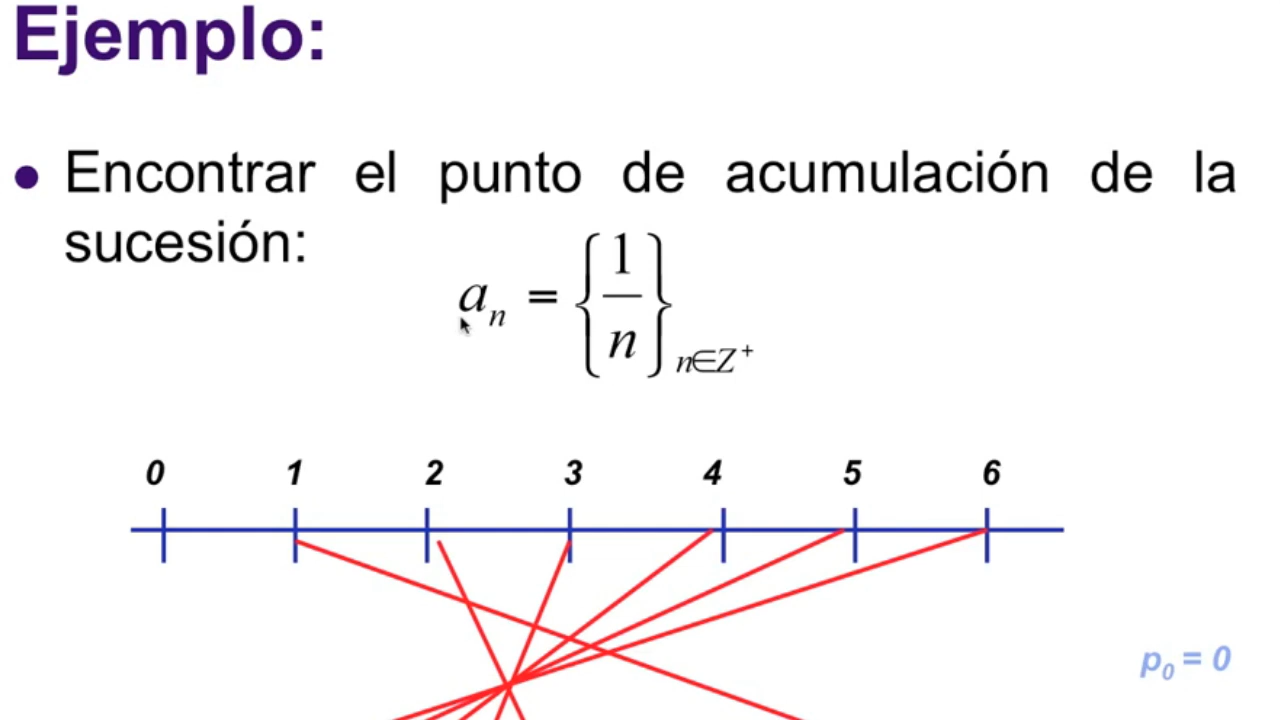 Ejemplo:
Encontrar el punto de acumulación de la
sucesión:
a_n = {1/n}_{n∈Z^+}
0 1 2 3 4 5 6
p_0 = 0